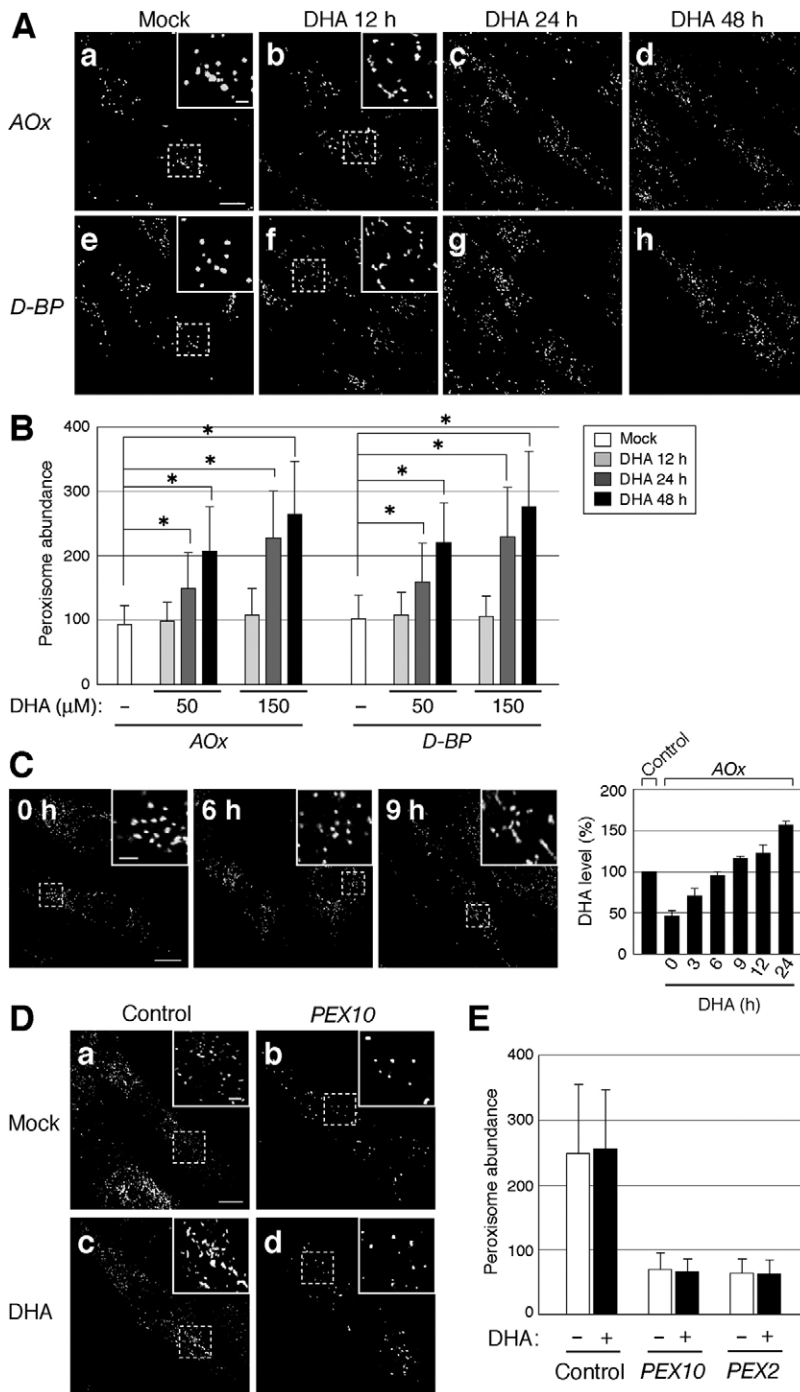 A
Mock DHA 12 h DHA 24 h DHA 48 h
AOx
a b c d
D-BP
e f g h
B
Peroxisome abundance
400
300
200
100
0
* * * * * * * *
Mock
DHA 12 h
DHA 24 h
DHA 48 h
DHA (μM): – 50 150 – 50 150
AOx D-BP
C
0 h 6 h 9 h
Control AOx
DHA level (%)
200
150
100
50
0
0 3 6 9 12 24
DHA (h)
D
Control PEX10
Mock
a b
DHA
c d
E
Peroxisome abundance
400
300
200
100
0
DHA: – + – + – +
Control PEX10 PEX2